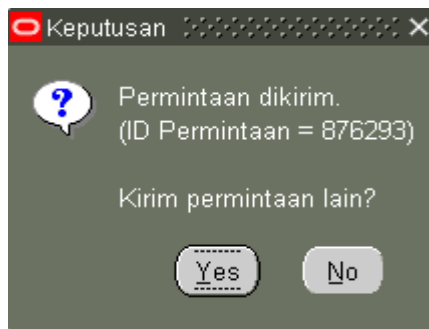 Keputusan
Permintaan dikirim.
(ID Permintaan = 876293)
Kirim permintaan lain?
Yes
No